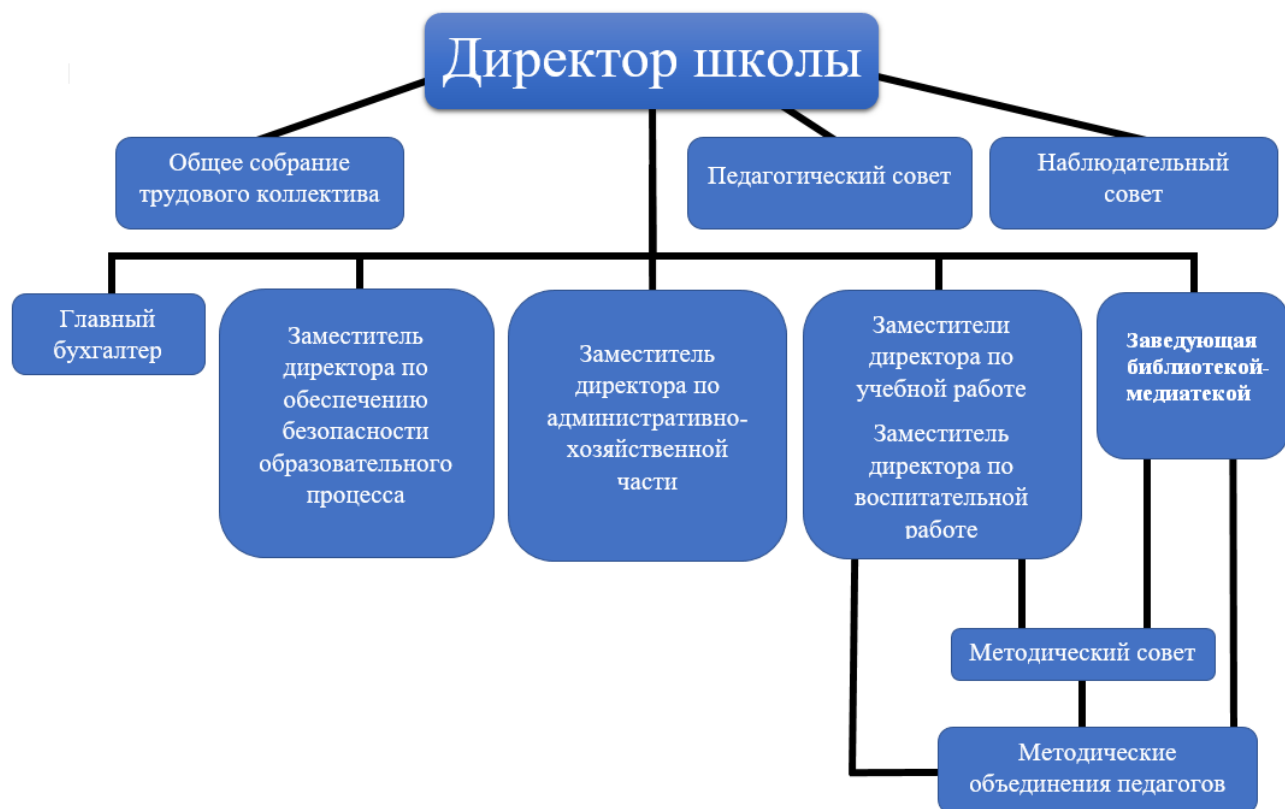 Директор школы
Общее собрание
трудового коллектива
Педагогический совет
Наблюдательный
совет
Главный
бухгалтер
Заместитель
директора по
обеспечению
безопасности
образовательного
процесса
Заместитель
директора по
административно-
хозяйственной
части
Заместители
директора по
учебной работе
Заместитель
директора по
воспитательной
работе
Заведующая
библиотекой-
медиатекой
Методический совет
Методические
объединения педагогов